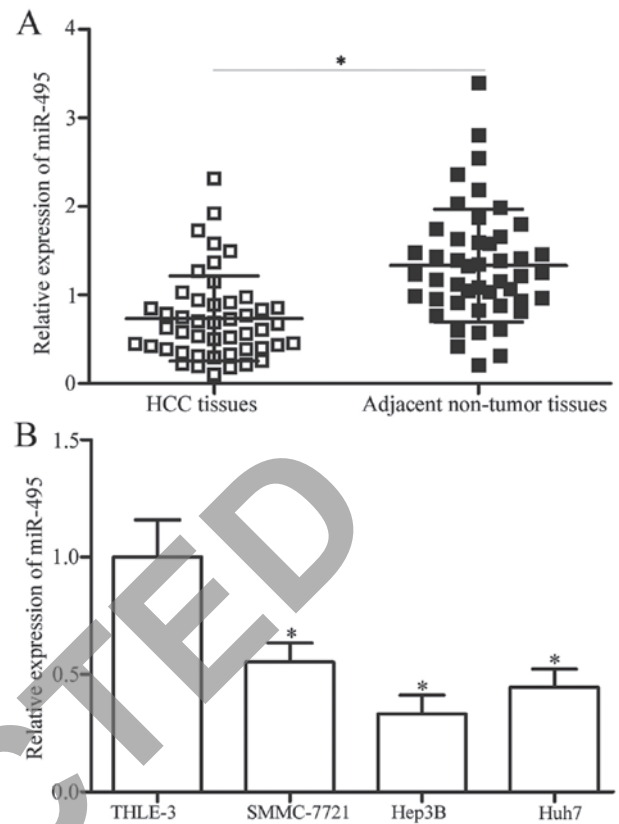 A
Relative expression of miR-495
4
3
2
1
0
*
HCC tissues
Adjacent non-tumor tissues
B
Relative expression of miR-495
1.5
1.0
0.5
0.0
*
*
*
THLE-3
SMMC-7721
Hep3B
Huh7
CTED